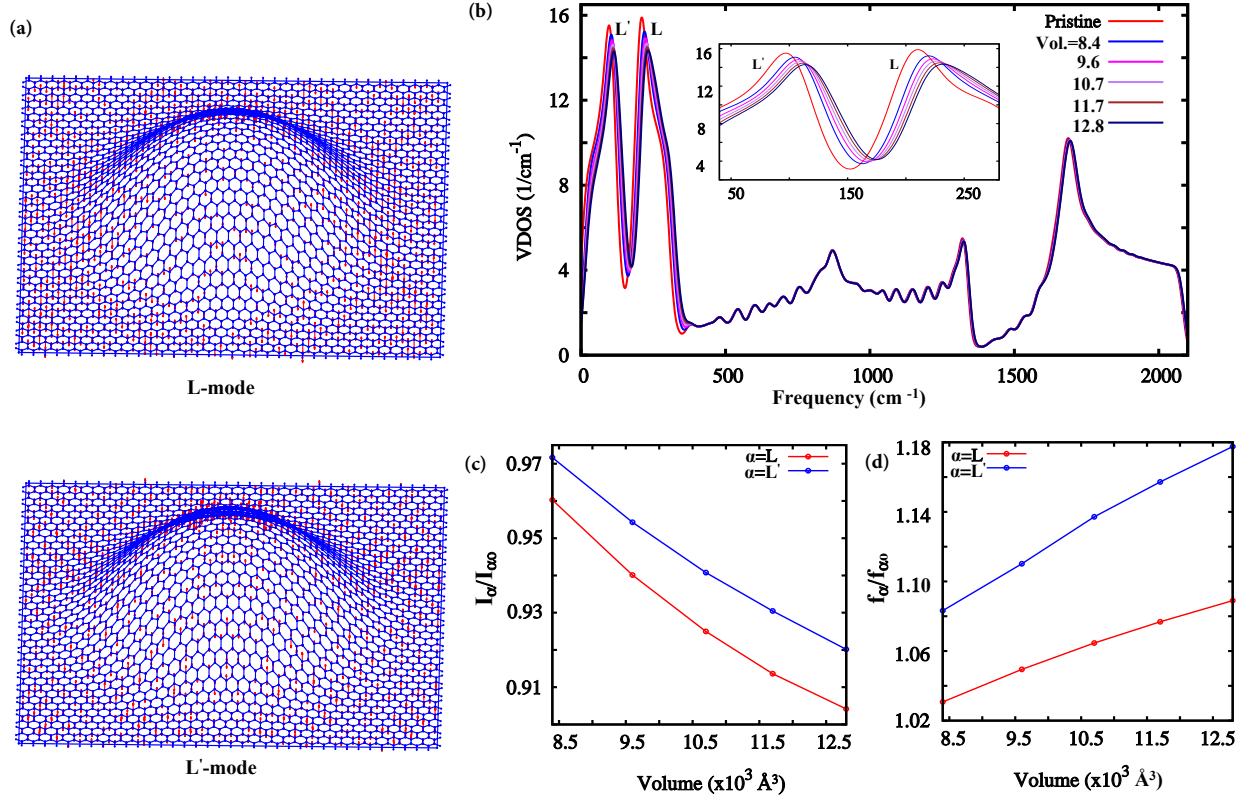 (a)
L-mode
L'-mode
(b)
VDOS (1/cm⁻¹)
16
12
8
4
0
0 500 1000 1500 2000
Frequency (cm ⁻¹)
L' L
Pristine
Vol.=8.4
9.6
10.7
11.7
12.8
16
12
8
4
50 150 250
L' L
(c)
I_α/I_αo
0.97
0.95
0.93
0.91
8.5 9.5 10.5 11.5 12.5
Volume (x10³ Å³)
α=L
α=L'
(d)
f_α/f_αo
1.18
1.14
1.10
1.06
1.02
8.5 9.5 10.5 11.5 12.5
Volume (x10³ Å³)
α=L
α=L'